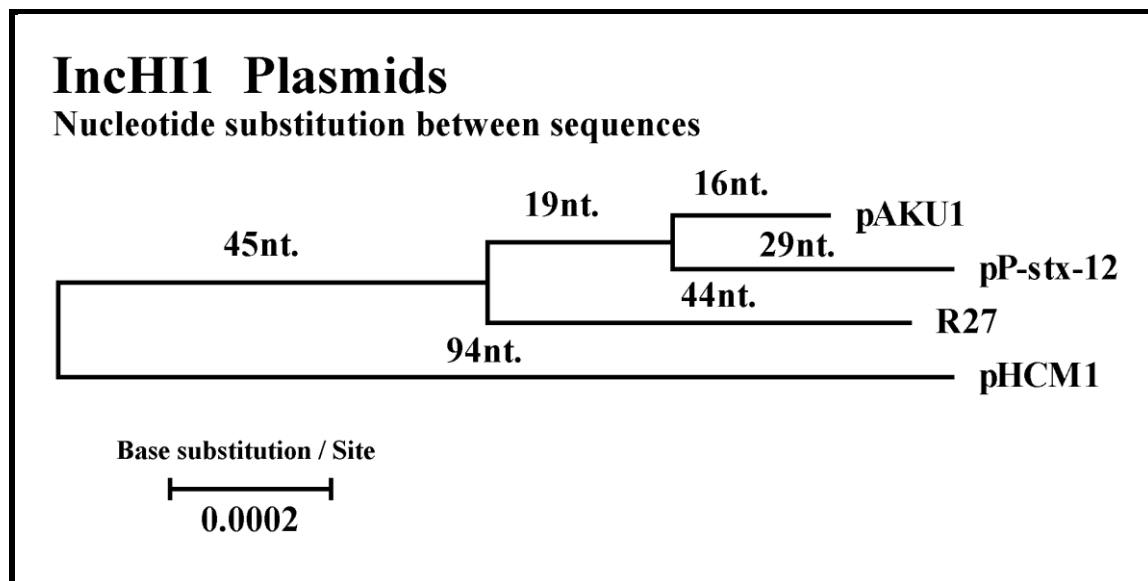 IncHI1 Plasmids
Nucleotide substitution between sequences
16nt.
19nt.
pAKU1
45nt.
29nt.
pP-stx-12
44nt.
R27
94nt.
pHCM1
Base substitution / Site
0.0002